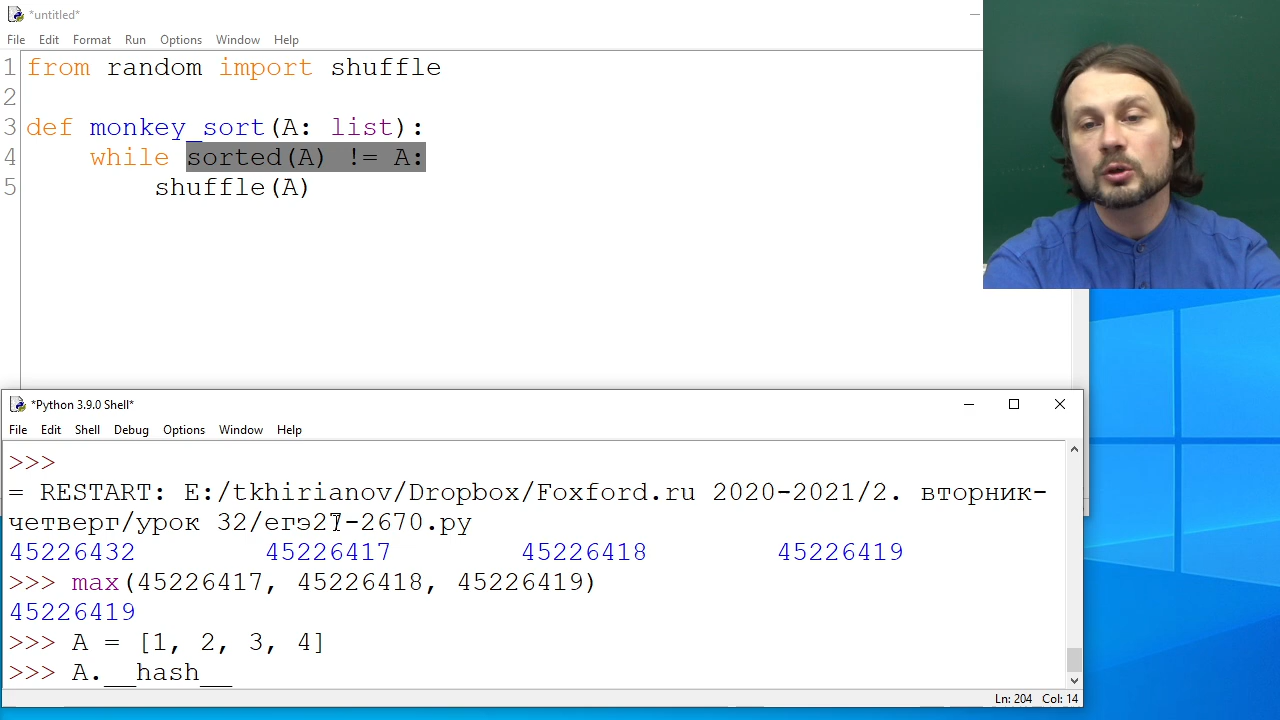 *untitled*
File Edit Format Run Options Window Help
1 from random import shuffle
2
3 def monkey_sort(A: list):
4 while sorted(A) != A:
5 shuffle(A)
*Python 3.9.0 Shell*
File Edit Shell Debug Options Window Help
>>>
= RESTART: E:/tkhirianov/Dropbox/Foxford.ru 2020-2021/2. вторник-
четверг/урок 32/егэ27-2670.py
45226432 45226417 45226418 45226419
>>> max(45226417, 45226418, 45226419)
45226419
>>> A = [1, 2, 3, 4]
>>> A.__hash__
Ln: 204 Col: 14